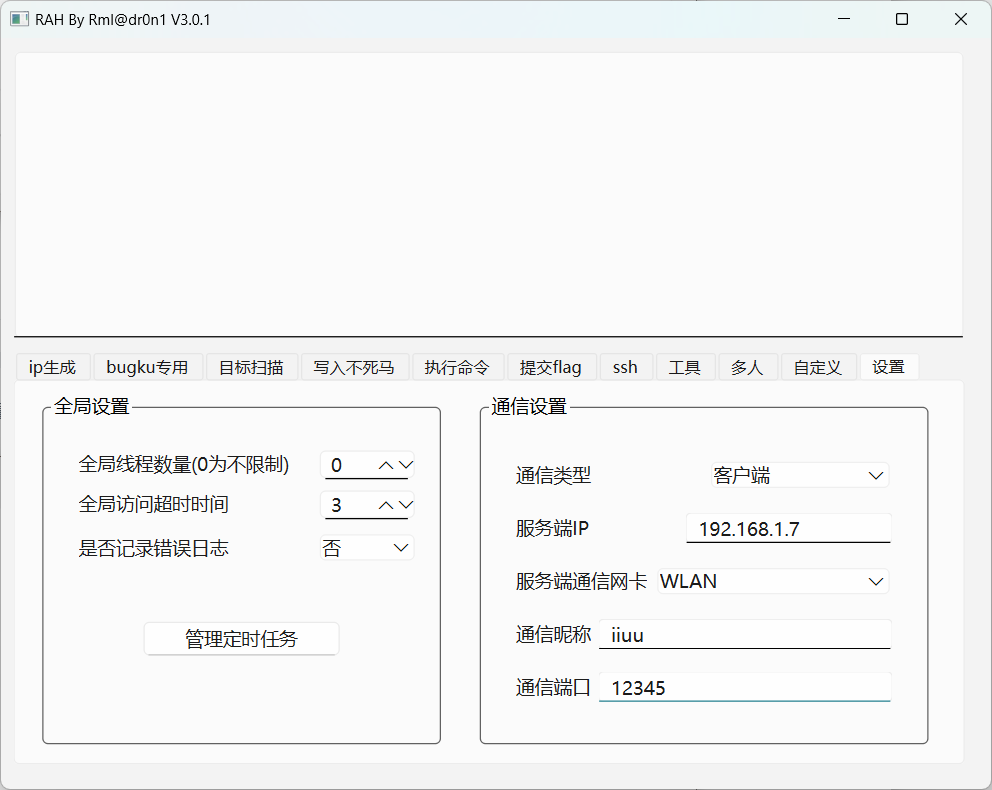 RAH By Rml@dr0n1 V3.0.1
ip生成 bugku专用 目标扫描 写入不死马 执行命令 提交flag ssh 工具 多人 自定义 设置
全局设置
全局线程数量(0为不限制) 0
全局访问超时时间 3
是否记录错误日志 否
管理定时任务
通信设置
通信类型 客户端
服务端IP 192.168.1.7
服务端通信网卡 WLAN
通信昵称 iiuu
通信端口 12345